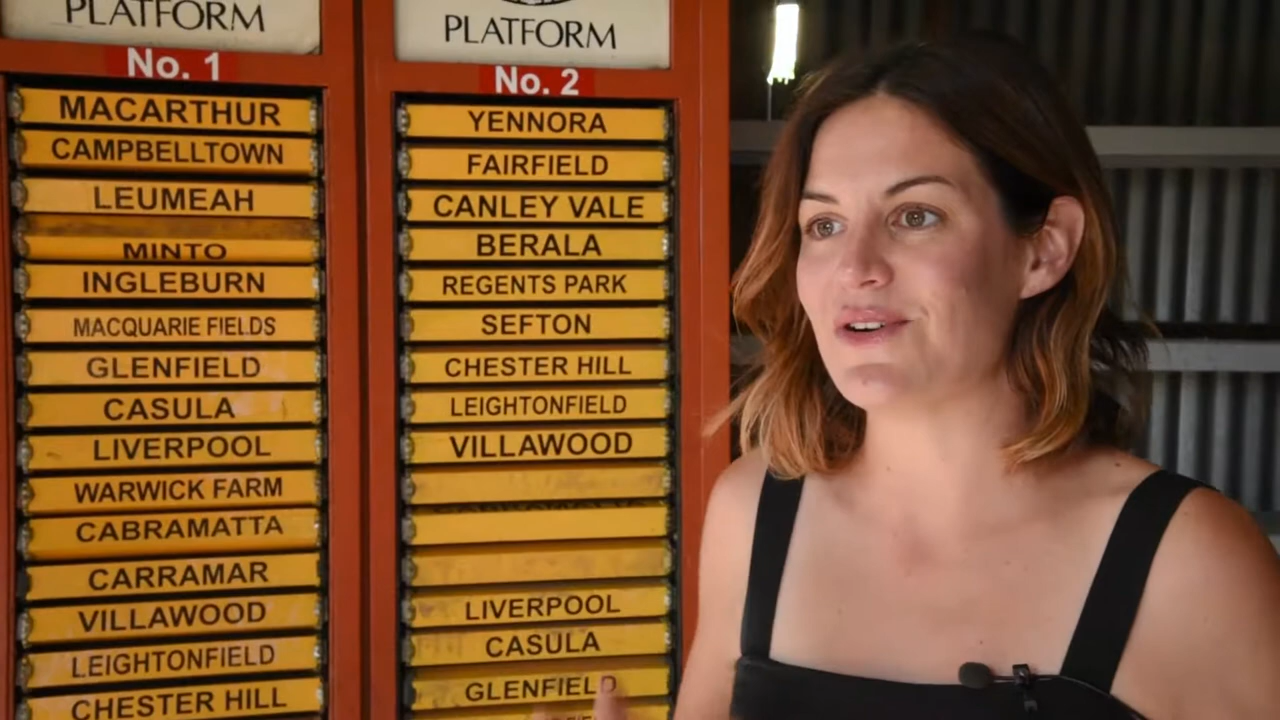 PLATFORM
No. 1
MACARTHUR
CAMPBELLTOWN
LEUMEAH
MINTO
INGLEBURN
MACQUARIE FIELDS
GLENFIELD
CASULA
LIVERPOOL
WARWICK FARM
CABRAMATTA
CARRAMAR
VILLAWOOD
LEIGHTONFIELD
CHESTER HILL
PLATFORM
No. 2
YENNORA
FAIRFIELD
CANLEY VALE
BERALA
REGENTS PARK
SEFTON
CHESTER HILL
LEIGHTONFIELD
VILLAWOOD
LIVERPOOL
CASULA
GLENFIELD